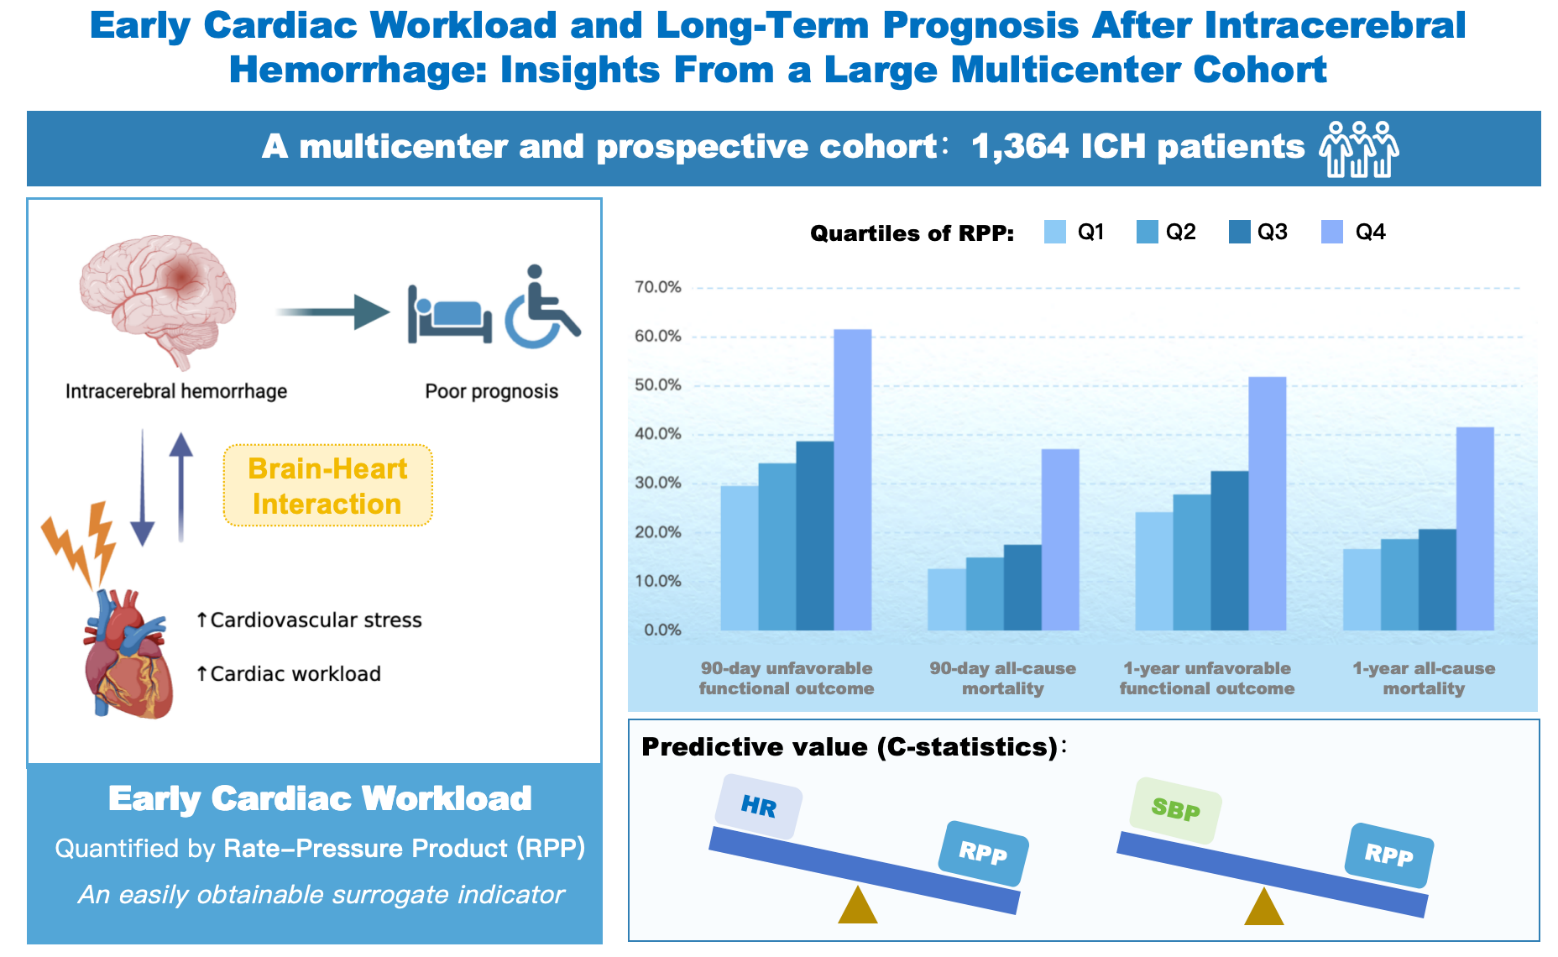 Early Cardiac Workload and Long-Term Prognosis After Intracerebral
Hemorrhage: Insights From a Large Multicenter Cohort
A multicenter and prospective cohort：1,364 ICH patients
Intracerebral hemorrhage
Poor prognosis
Brain-Heart
Interaction
↑Cardiovascular stress
↑Cardiac workload
Early Cardiac Workload
Quantified by Rate–Pressure Product (RPP)
An easily obtainable surrogate indicator
Quartiles of RPP: Q1 Q2 Q3 Q4
70.0%
60.0%
50.0%
40.0%
30.0%
20.0%
10.0%
0.0%
90-day unfavorable
functional outcome
90-day all-cause
mortality
1-year unfavorable
functional outcome
1-year all-cause
mortality
Predictive value (C-statistics)：
HR
RPP
SBP
RPP